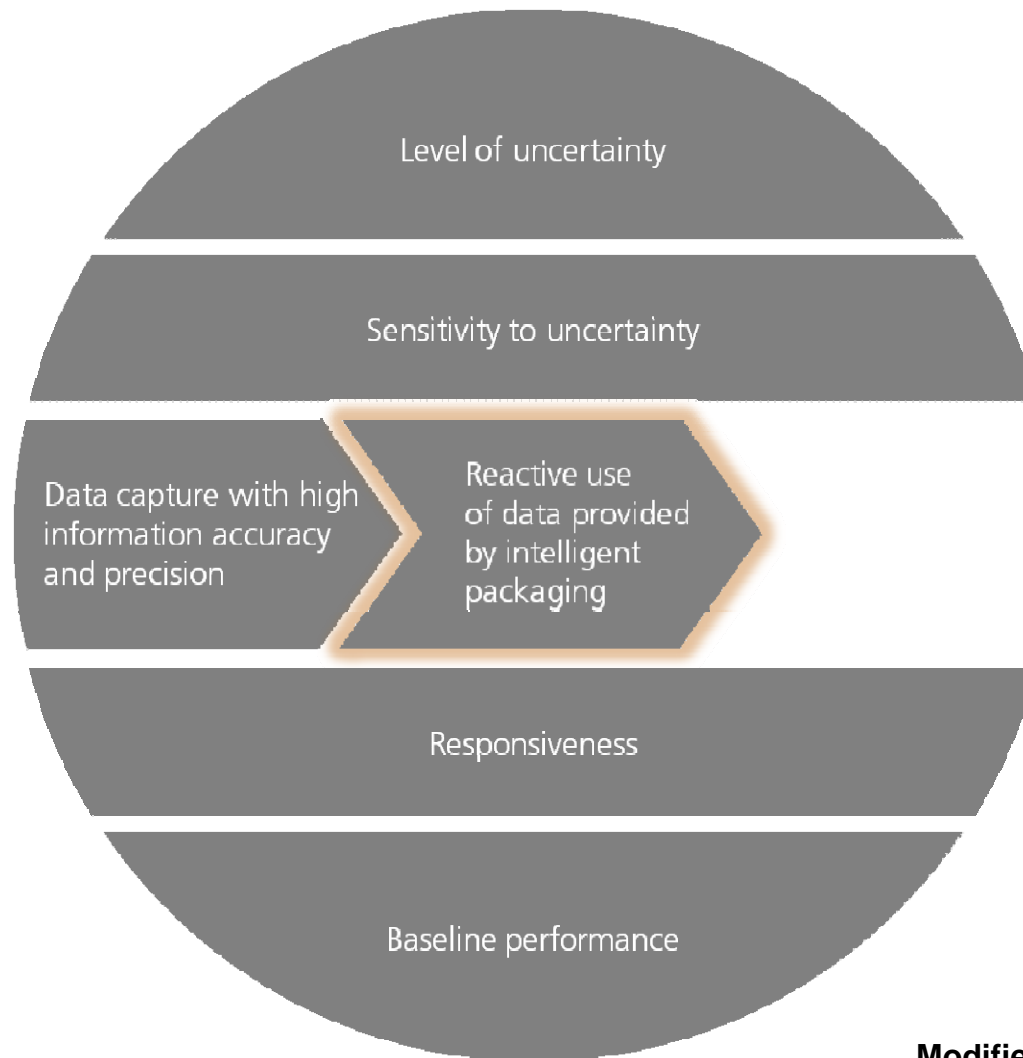 Level of uncertainty
Sensitivity to uncertainty
Data capture with high
information accuracy
and precision
Reactive use
of data provided
by intelligent
packaging
Responsiveness
Baseline performance